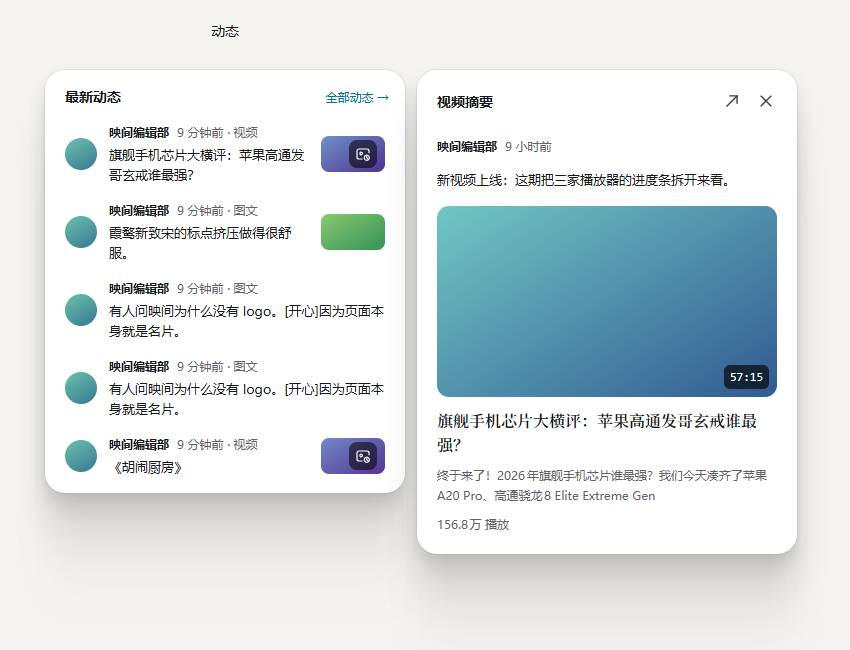 动态
最新动态
全部动态 →
映间编辑部 9 分钟前 · 视频
旗舰手机芯片大横评：苹果高通发
哥玄戒谁最强？
映间编辑部 9 分钟前 · 图文
霞鹜新致宋的标点挤压做得很舒
服。
映间编辑部 9 分钟前 · 图文
有人问映间为什么没有 logo。[开心]因为页面本
身就是名片。
映间编辑部 9 分钟前 · 图文
有人问映间为什么没有 logo。[开心]因为页面本
身就是名片。
映间编辑部 9 分钟前 · 视频
《胡闹厨房》
视频摘要
映间编辑部 9 小时前
新视频上线：这期把三家播放器的进度条拆开来看。
57:15
旗舰手机芯片大横评：苹果高通发哥玄戒谁最
强？
终于来了！2026 年旗舰手机芯片谁最强？我们今天凑齐了苹果
A20 Pro、高通骁龙 8 Elite Extreme Gen
156.8 万 播放